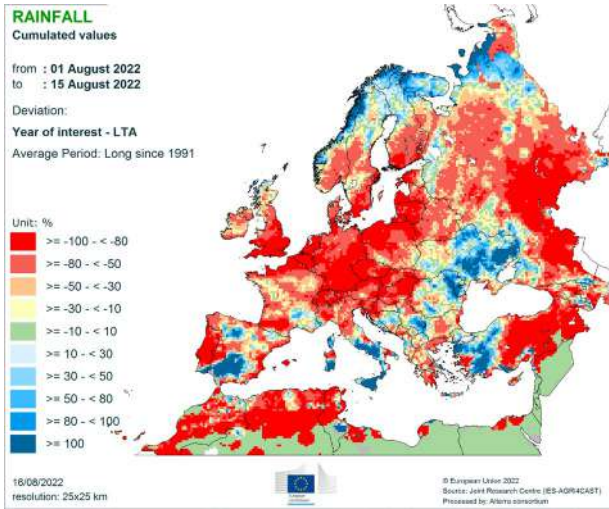 RAINFALL
Cumulated values
from : 01 August 2022
to : 15 August 2022
Deviation:
Year of interest - LTA
Average Period: Long since 1991
Unit: %
>= -100 - < -80
>= -80 - < -50
>= -50 - < -30
>= -30 - < -10
>= -10 - < 10
>= 10 - < 30
>= 30 - < 50
>= 50 - < 80
>= 80 - < 100
>= 100
16/08/2022
resolution: 25x25 km
© European Union 2022
Source: Joint Research Centre (IES-AGRI4CAST)
Processed by: Alterra consortium